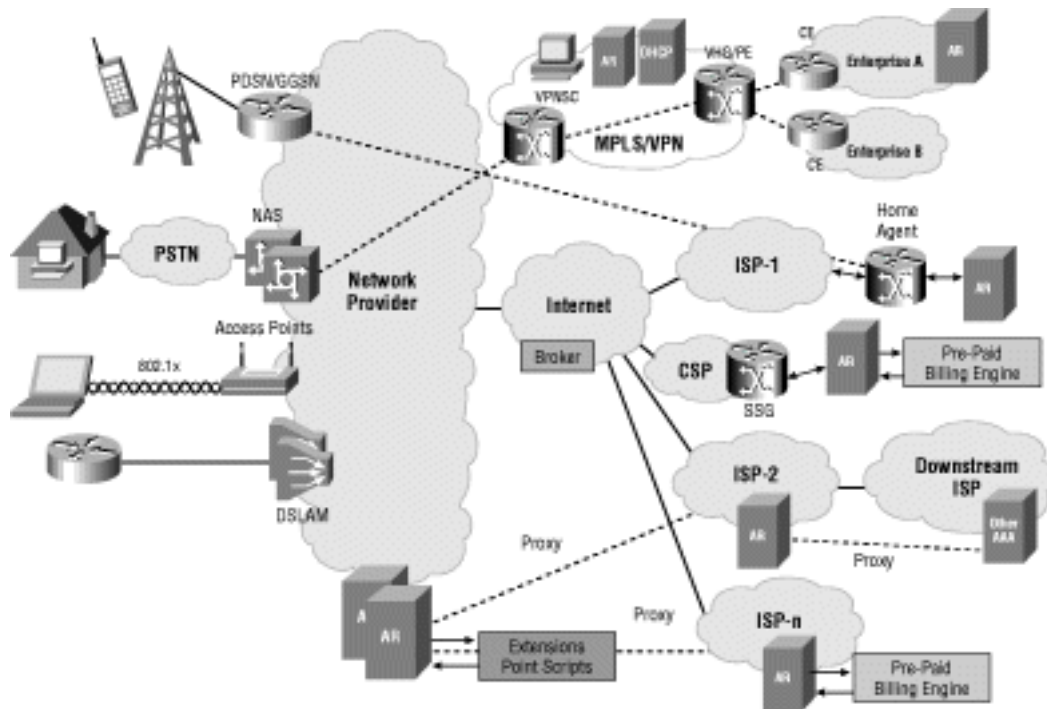 PDSN/GGSN
VPNSC
AR
DHCP
VHG/PE
CE
Enterprise A
AR
MPLS/VPN
CE
Enterprise B
NAS
PSTN
Network
Provider
Internet
Broker
ISP-1
Home
Agent
AR
Access Points
802.1x
CSP
SSG
AR
Pre-Paid
Billing Engine
DSLAM
ISP-2
AR
Downstream
ISP
Other
AAA
Proxy
Proxy
Proxy
A
AR
Extensions
Point Scripts
ISP-n
AR
Pre-Paid
Billing Engine